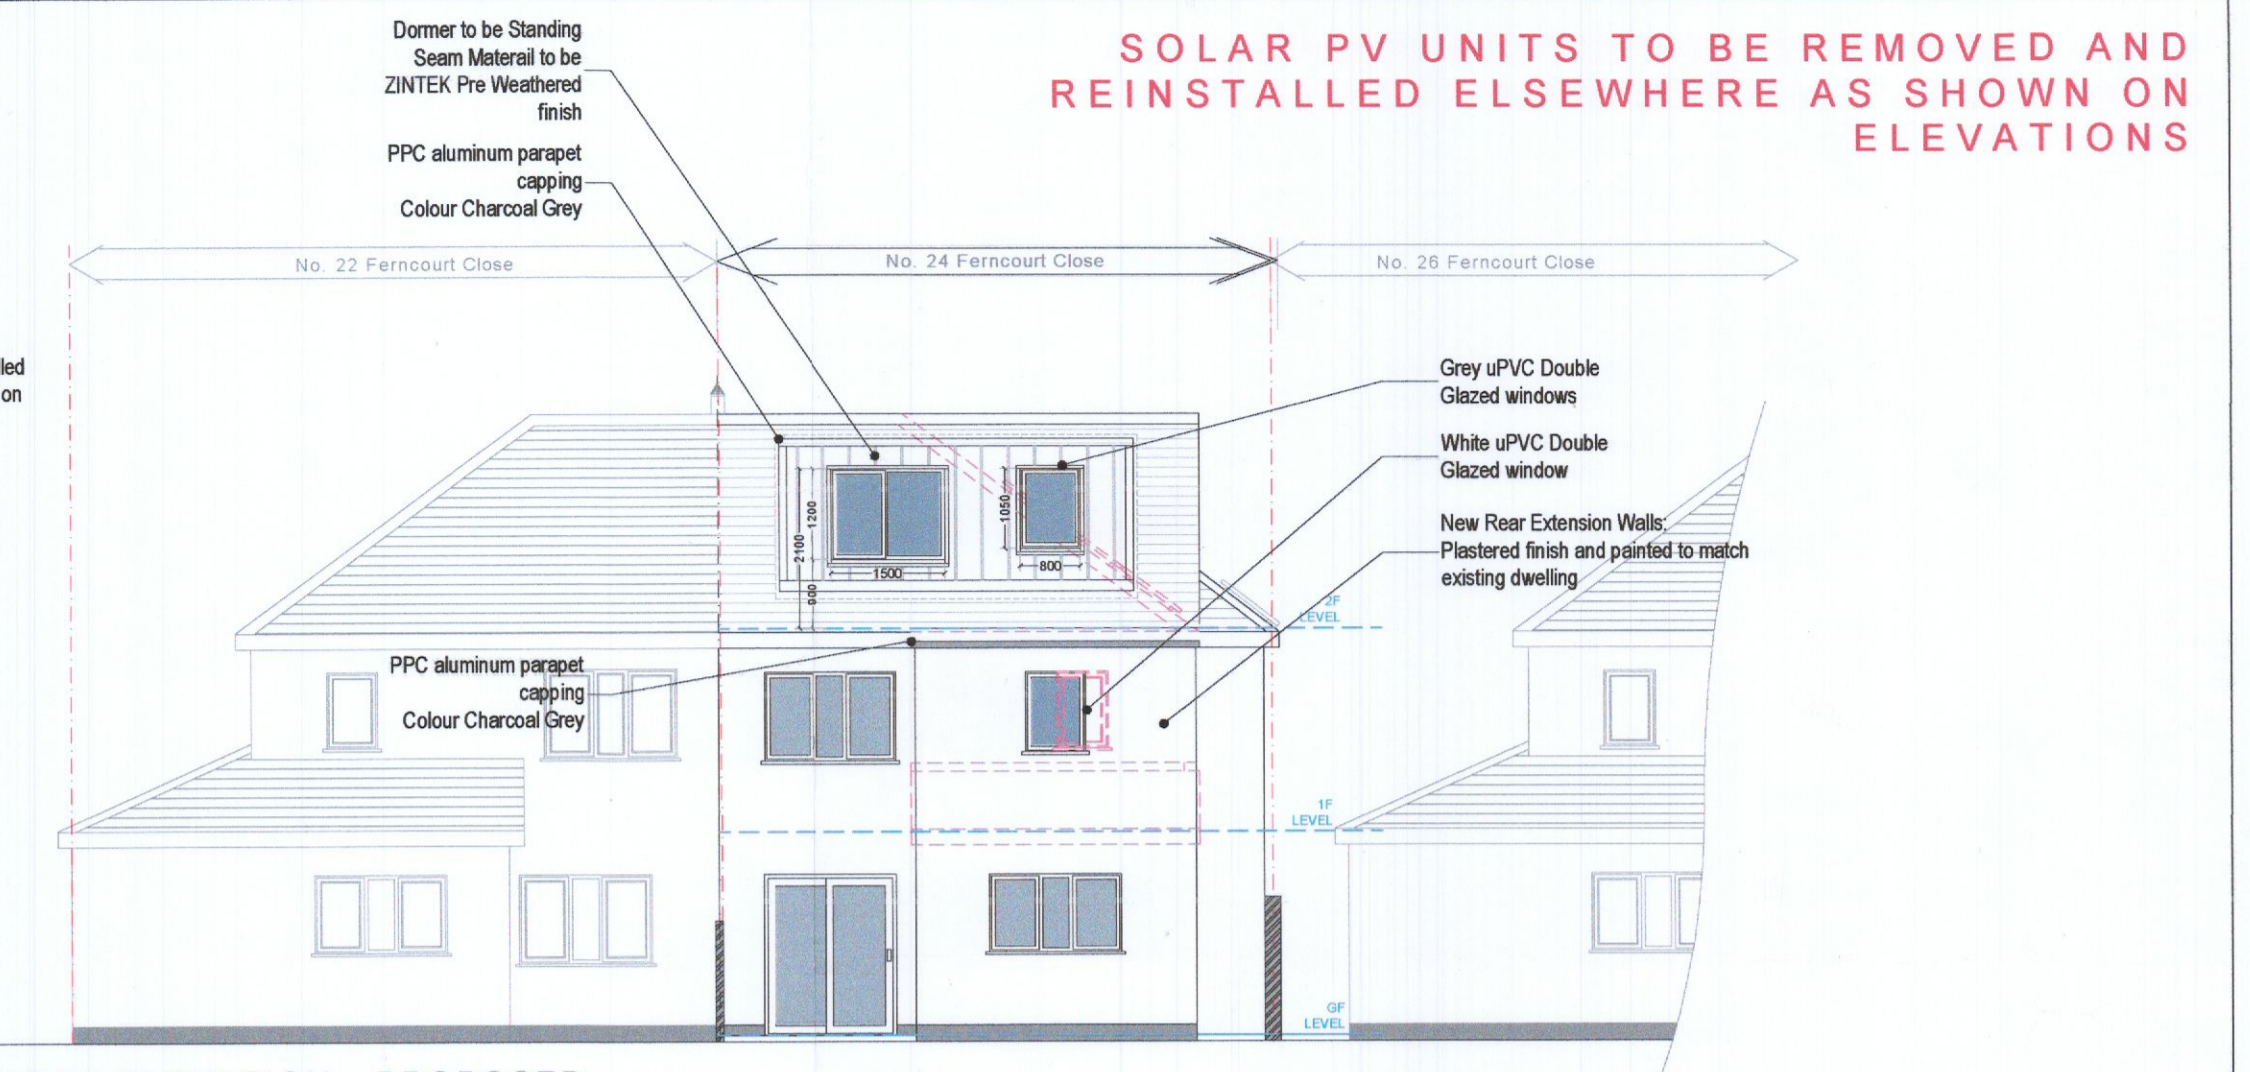 Dormer to be Standing
Seam Materail to be
ZINTEK Pre Weathered
finish
PPC aluminum parapet
capping
Colour Charcoal Grey
SOLAR PV UNITS TO BE REMOVED AND
REINSTALLED ELSEWHERE AS SHOWN ON
ELEVATIONS
No. 22 Ferncourt Close
No. 24 Ferncourt Close
No. 26 Ferncourt Close
on
Grey uPVC Double
Glazed windows
White uPVC Double
Glazed window
New Rear Extension Walls:
Plastered finish and painted to match
existing dwelling
2100
1200
900
1500
1050
800
2F
LEVEL
PPC aluminum parapet
capping
Colour Charcoal Grey
1F
LEVEL
GF
LEVEL